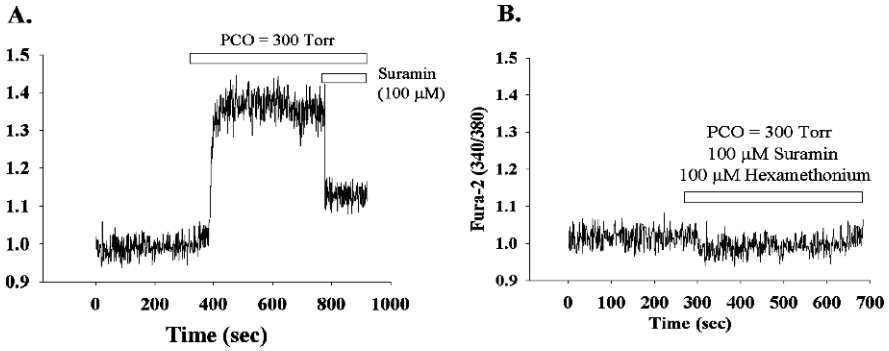 A.
PCO = 300 Torr
Suramin
(100 μM)
1.5
1.4
1.3
1.2
1.1
1.0
0.9
0 200 400 600 800 1000
Time (sec)
B.
Fura-2 (340/380)
PCO = 300 Torr
100 μM Suramin
100 μM Hexamethonium
1.5
1.4
1.3
1.2
1.1
1.0
0.9
0 100 200 300 400 500 600 700
Time (sec)